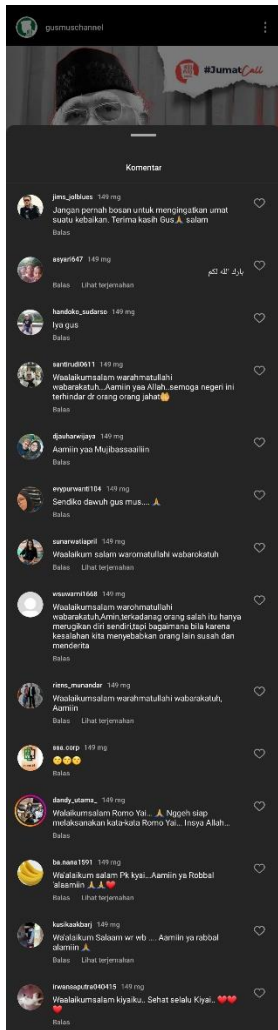 gusmuschannel
#JumatCall
Komentar
jims_jolblues 149 mg
Jangan pernah bosan untuk mengingatkan umat
suatu kebaikan. Terima kasih Gus🙏 salam
Balas
asyari647 149 mg
بارك الله لكم
Balas Lihat terjemahan
handoko_sudarso 149 mg
Iya gus
Balas
santirudi0611 149 mg
Waalaikumsalam warahmatullahi
wabarakatuh...Aamiin yaa Allah..semoga negeri ini
terhindar dr orang orang jahat
Balas
djauharwijaya 149 mg
Aamiin yaa Mujibassaailiin
Balas
evypurwanti104 149 mg
Sendiko dawuh gus mus.... 🙏
Balas
sunarwatiapril 149 mg
Waalaikum salam waromatullahi wabarokatuh
Balas Lihat terjemahan
wsuwarni1668 149 mg
Waalaikumsalam warohmatullahi
wabarakatuh,Amin,terkadanag orang salah itu hanya
merugikan diri sendiri,tapi bagaimana bila karena
kesalahan kita menyebabkan orang lain susah dan
menderita
Balas
riens_munandar 149 mg
Waalaikumsalam warahmatullahi wabarakatuh,
Aamiin
Balas Lihat terjemahan
149 mg
Balas
dandy_utama_ 149 mg
Walaikumsalam Romo Yai... 🙏 Nggeh siap
melaksanakan kata-kata Romo Yai... Insya Allah...
Balas
ba.nana1591 149 mg
Wa'alaikum salam Pk kyai...Aamiin ya Robbal
'alaamiin 🙏🙏❤️
Balas Lihat terjemahan
kusikaakbarj 149 mg
Wa'alaikum Salaam wr wb .... Aamiin ya rabbal
alamiin 🙏
Balas Lihat terjemahan
irwansaputra040415 149 mg
Waalaikumsalam kiyaiku.. Sehat selalu Kiyai.. ❤️❤️
❤️
Balas